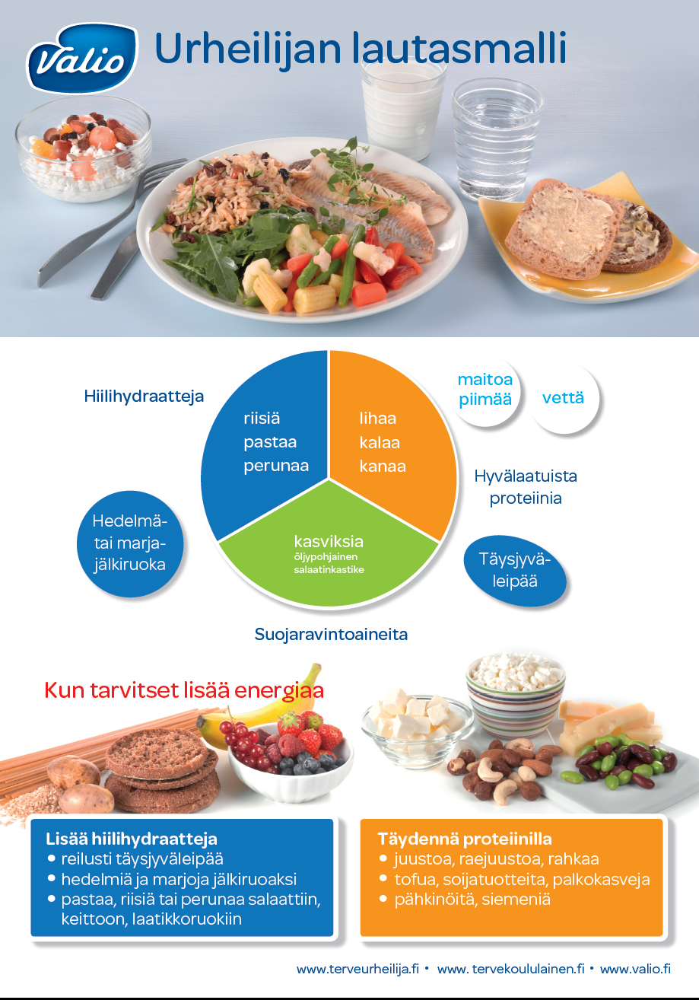 Valio
Urheilijan lautasmalli
Hiilihydraatteja
riisiä
pastaa
perunaa
lihaa
kalaa
kanaa
maitoa
piimää
vettä
Hyvälaatuista
proteiinia
Hedelmä-
tai marja-
jälkiruoka
kasviksia
öljypohjainen
salaatinkastike
Täysjyvä-
leipää
Suojaravintoaineita
Kun tarvitset lisää energiaa
Lisää hiilihydraatteja
• reilusti täysjyväleipää
• hedelmiä ja marjoja jälkiruoaksi
• pastaa, riisiä tai perunaa salaattiin,
keittoon, laatikkoruokiin
Täydennä proteiinilla
• juustoa, raejuustoa, rahkaa
• tofua, soijatuotteita, palkokasveja
• pähkinöitä, siemeniä
www.terveurheilija.fi • www. tervekoululainen.fi • www.valio.fi